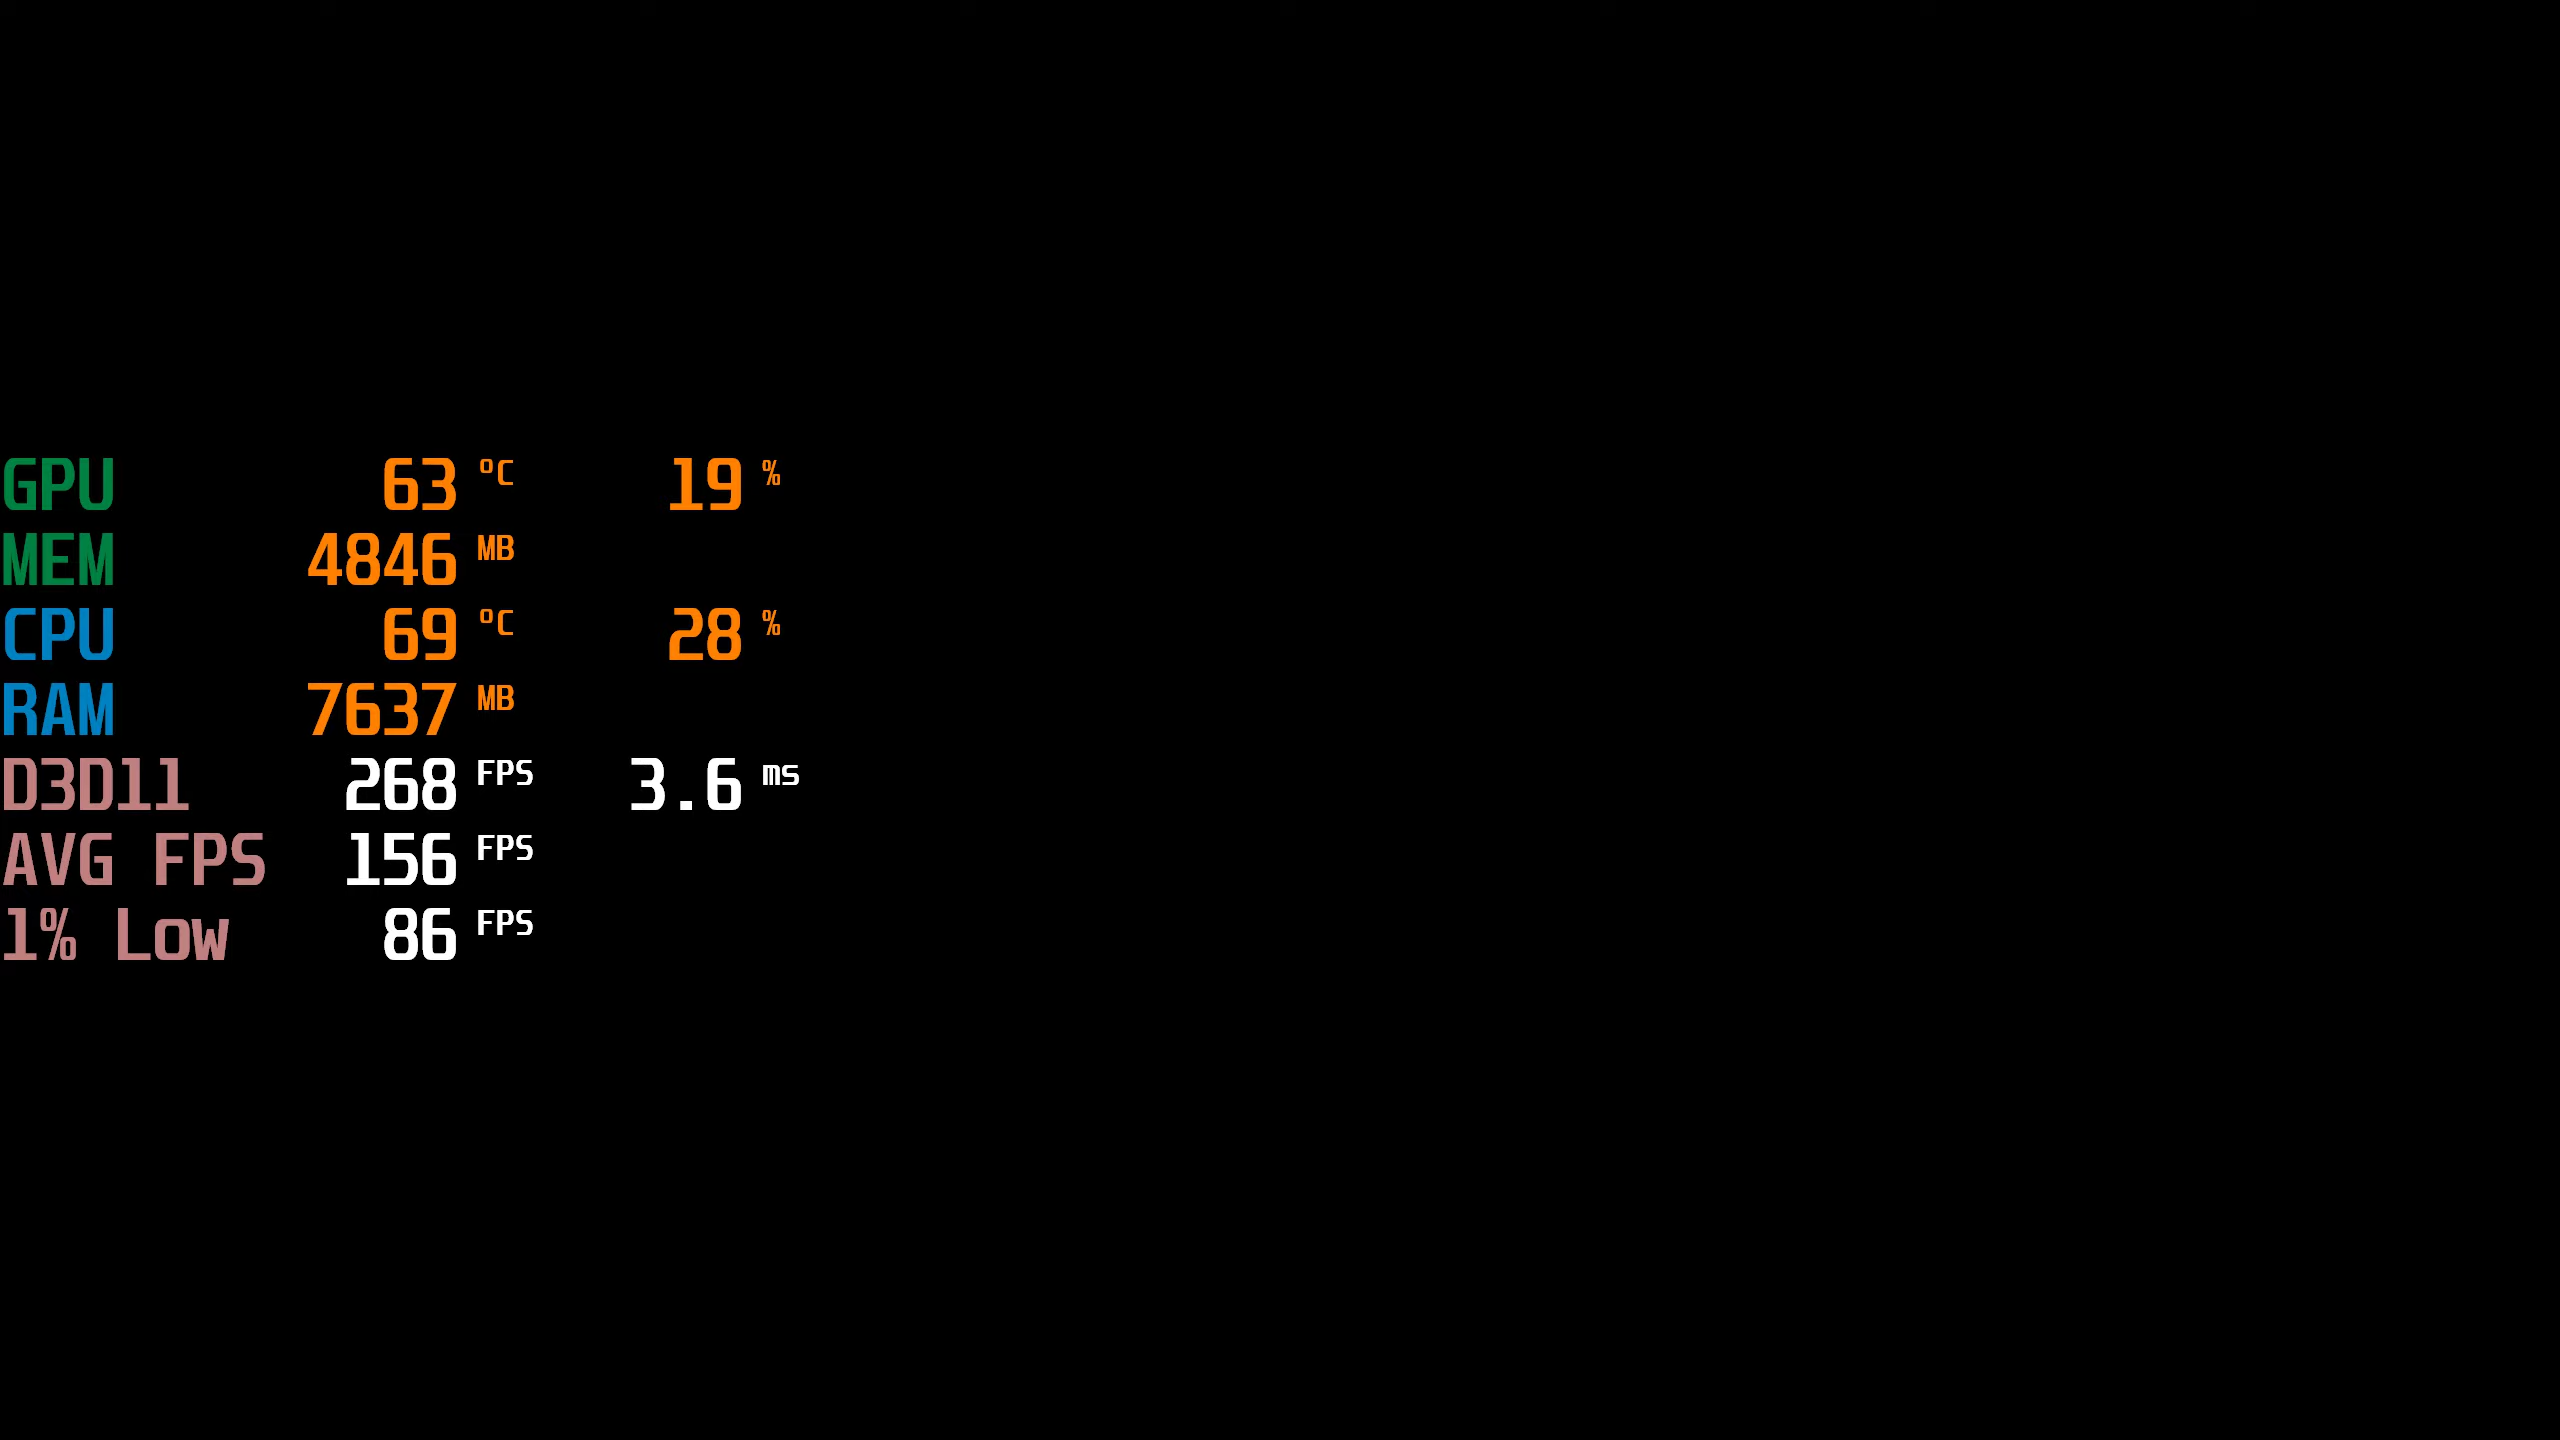 GPU 63 °C 19 %
MEM 4846 MB
CPU 69 °C 28 %
RAM 7637 MB
D3D11 268 FPS 3.6 ms
AVG FPS 156 FPS
1% Low 86 FPS